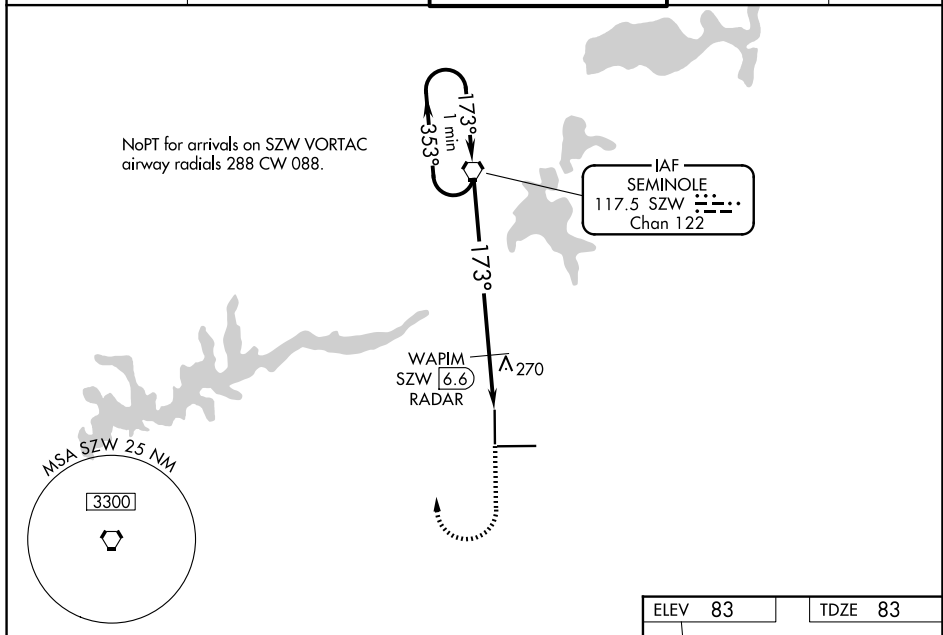 NoPT for arrivals on SZW VORTAC
airway radials 288 CW 088.
173°
1 min
353°
IAF
SEMINOLE
117.5 SZW
Chan 122
173°
WAPIM
SZW 6.6
RADAR
270
MSA SZW 25 NM
3300
ELEV 83
TDZE 83